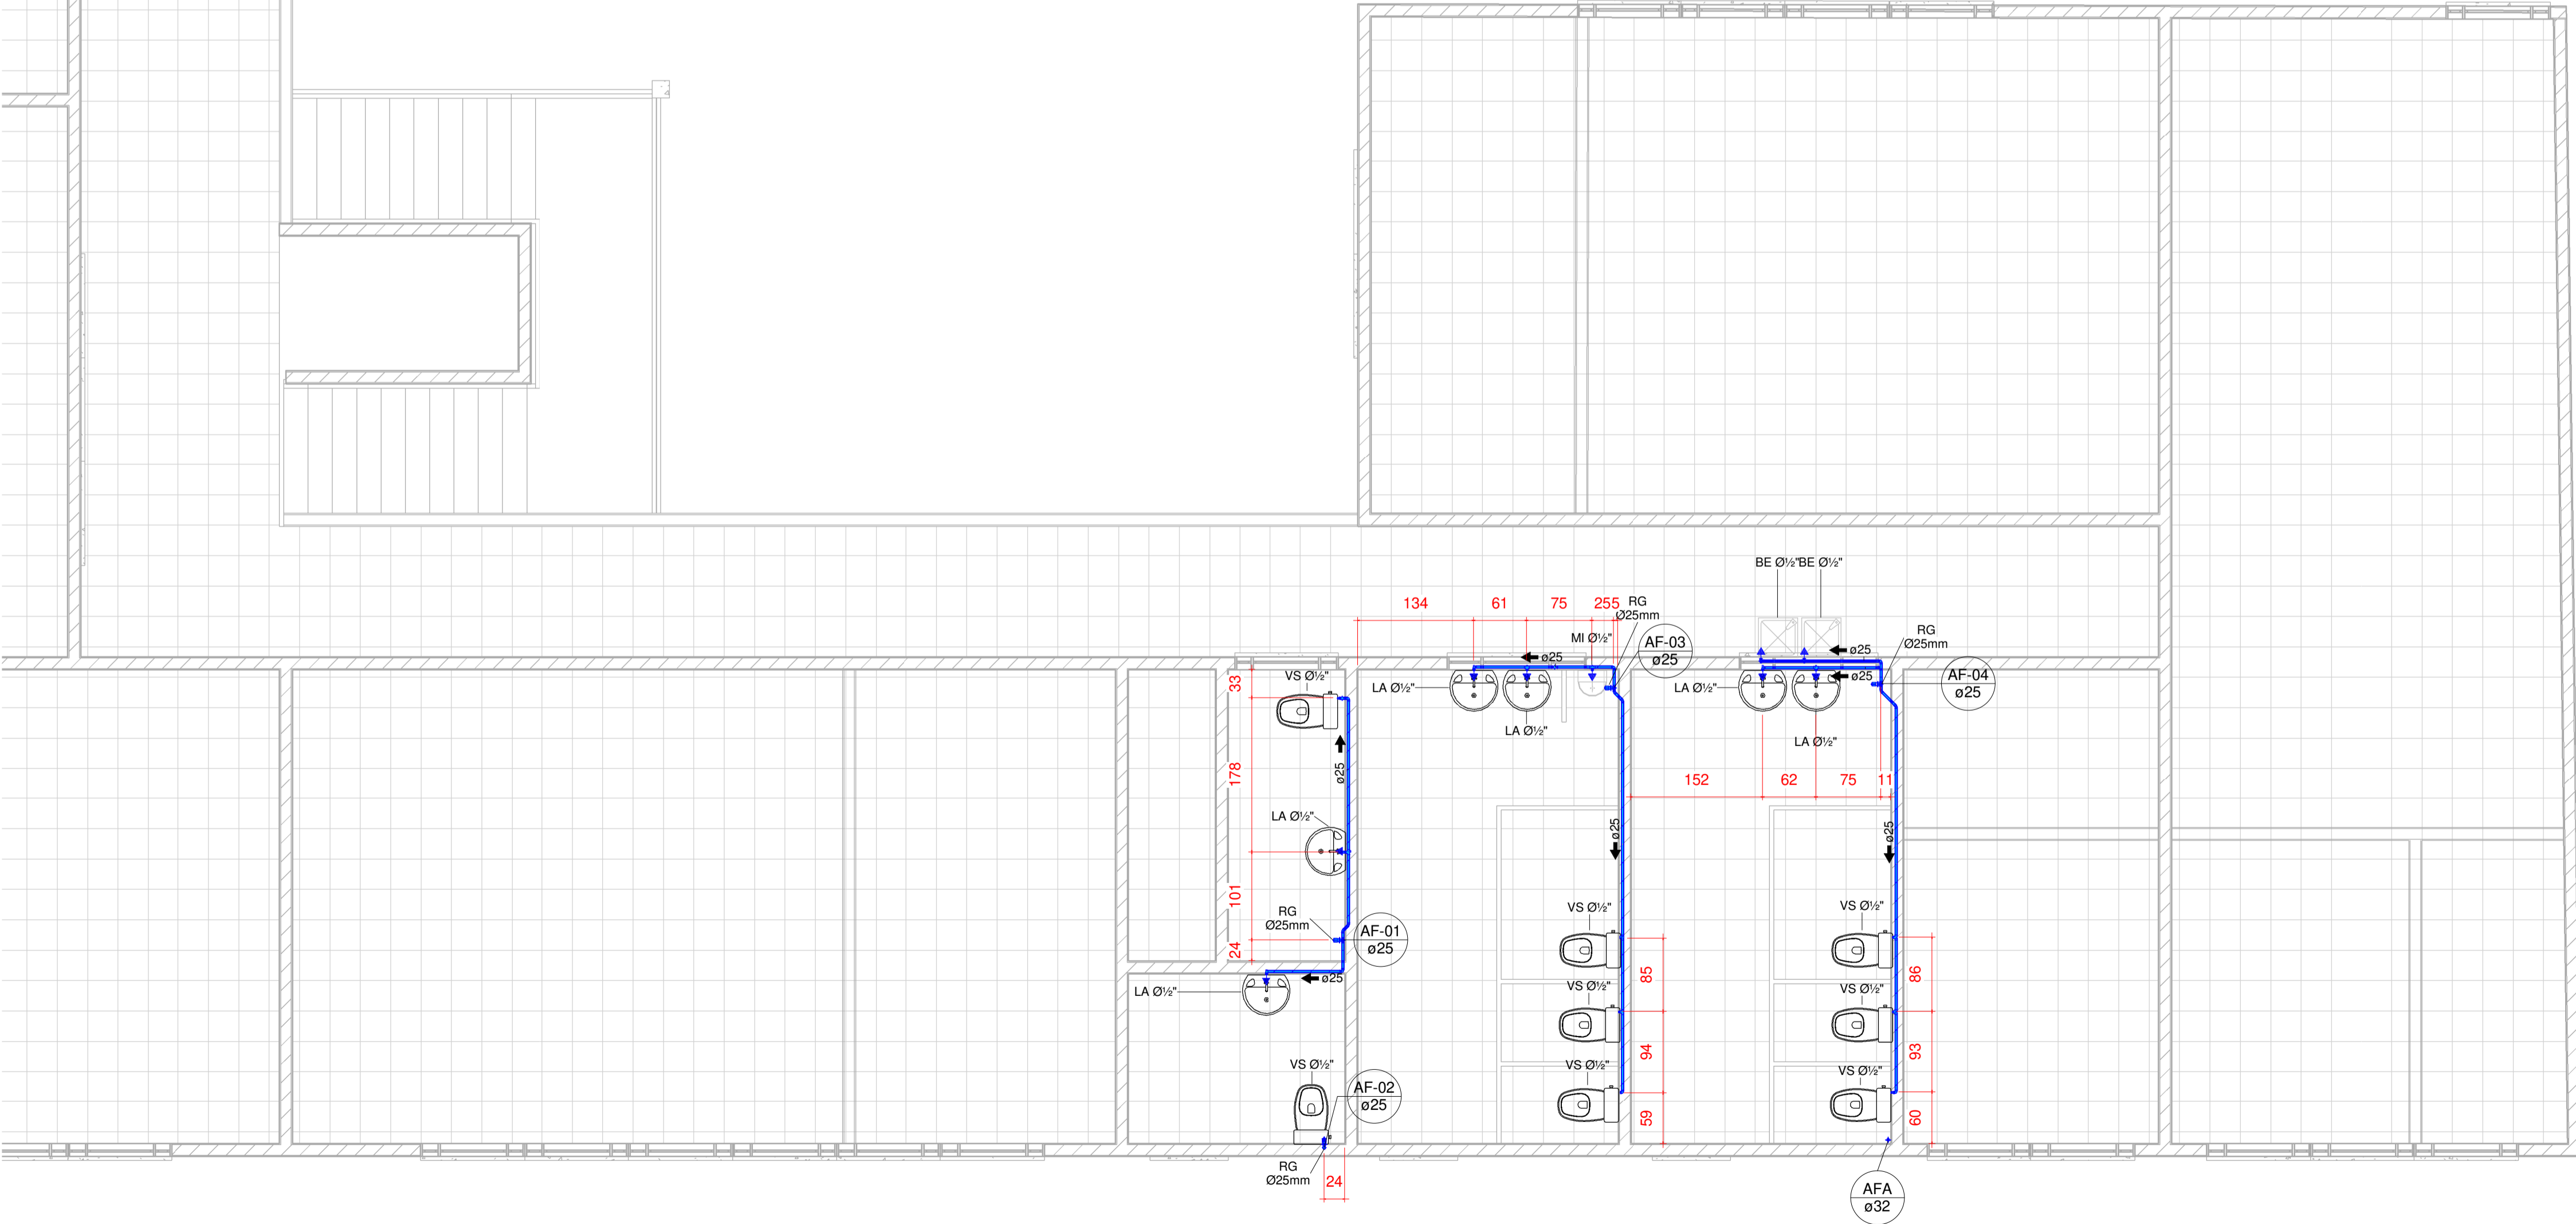 BE Ø½"
BE Ø½"
134
61
75
255
RG
Ø25mm
MI Ø½"
AF-03
ø25
ø25
RG
Ø25mm
ø25
ø25
AF-04
ø25
33
VS Ø½"
LA Ø½"
LA Ø½"
LA Ø½"
LA Ø½"
178
ø25
152
62
75
11
LA Ø½"
ø25
ø25
101
RG
Ø25mm
AF-01
ø25
24
VS Ø½"
VS Ø½"
85
86
LA Ø½"
ø25
VS Ø½"
VS Ø½"
94
93
VS Ø½"
AF-02
ø25
VS Ø½"
VS Ø½"
59
60
RG
Ø25mm
24
AFA
ø32